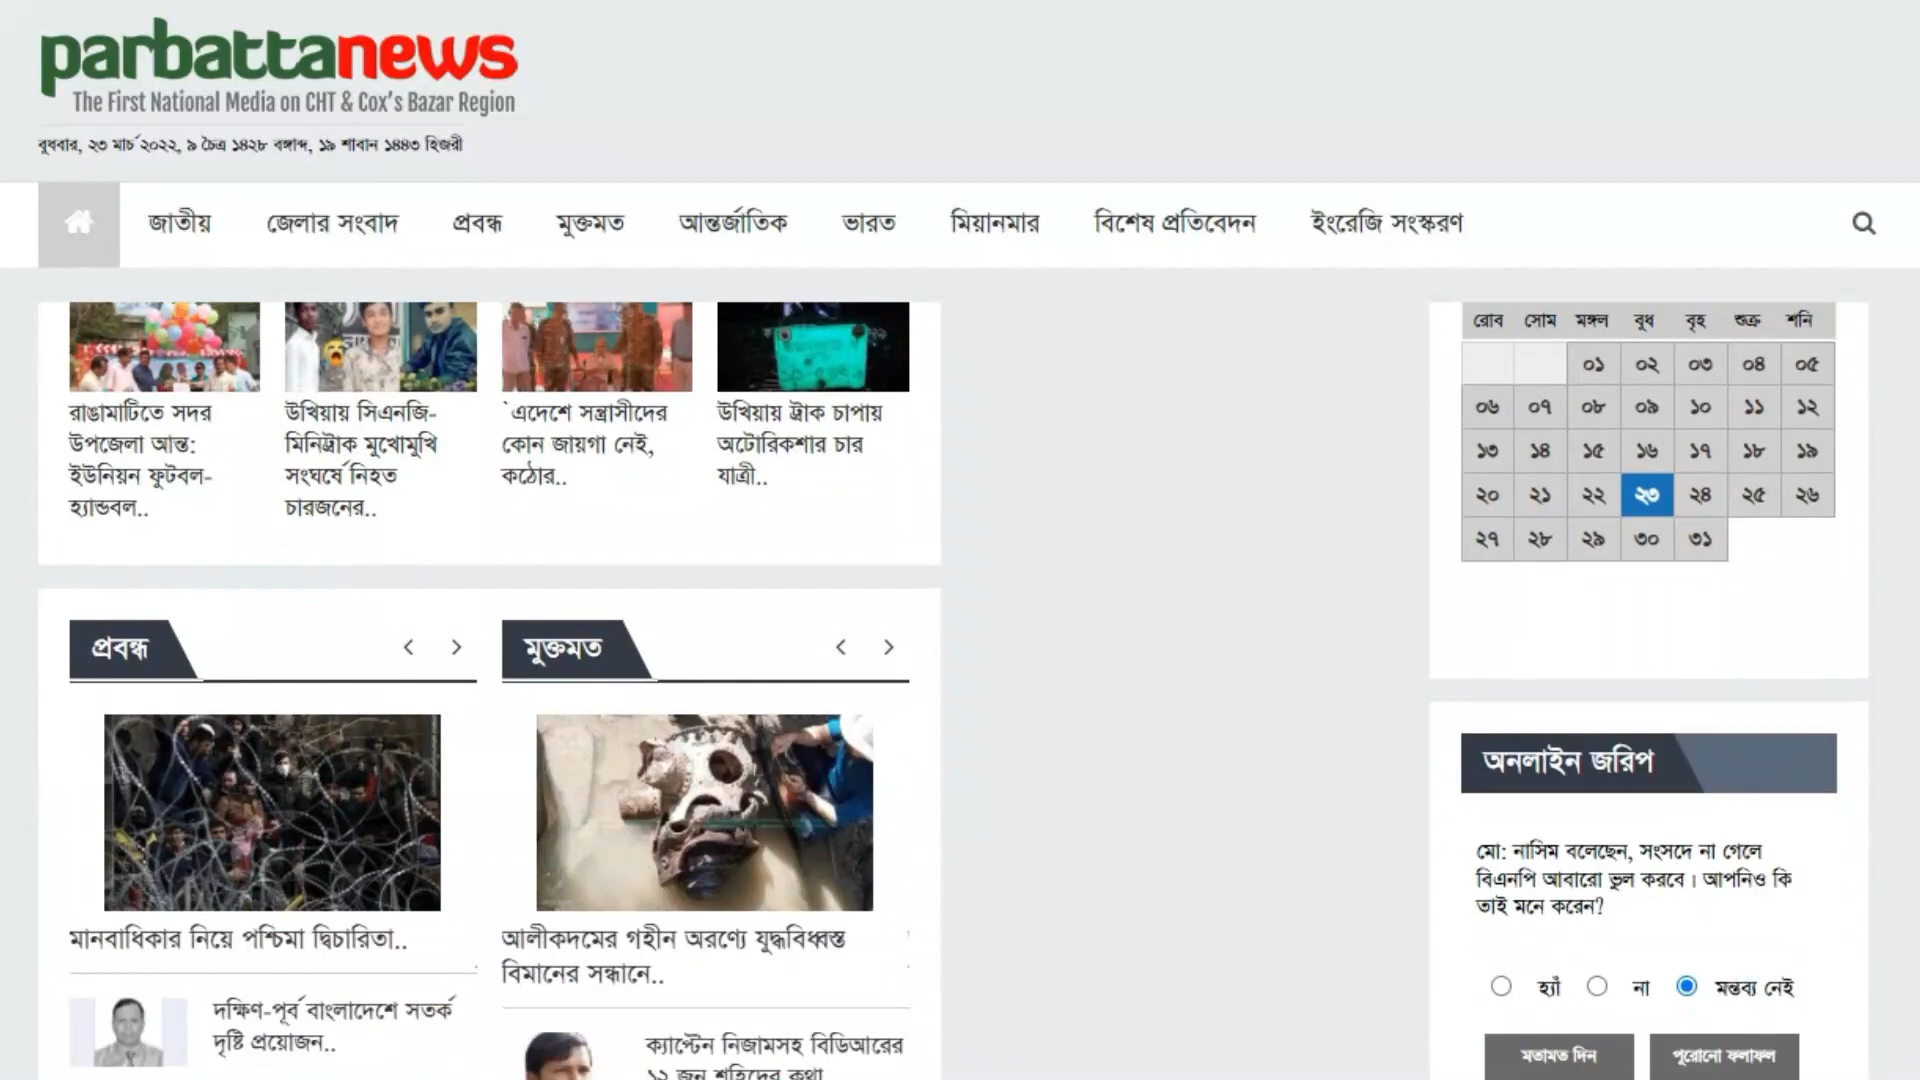 parbattanews
The First National Media on CHT & Cox's Bazar Region
বুধবার, ২৩ মার্চ ২০২২, ৯ চৈত্র ১৪২৮ বঙ্গাব্দ, ১৯ শাবান ১৪৪৩ হিজরী
জাতীয় জেলার সংবাদ প্রবন্ধ মুক্তমত আন্তর্জাতিক ভারত মিয়ানমার বিশেষ প্রতিবেদন ইংরেজি সংস্করণ
রাঙামাটিতে সদর
উপজেলা আন্ত:
ইউনিয়ন ফুটবল-
হ্যান্ডবল..
উখিয়ায় সিএনজি-
মিনিট্রাক মুখোমুখি
সংঘর্ষে নিহত
চারজনের..
`এদেশে সন্ত্রাসীদের
কোন জায়গা নেই,
কঠোর..
উখিয়ায় ট্রাক চাপায়
অটোরিকশার চার
যাত্রী..
রোব সোম মঙ্গল বুধ বৃহ শুক্র শনি
০১ ০২ ০৩ ০৪ ০৫
০৬ ০৭ ০৮ ০৯ ১০ ১১ ১২
১৩ ১৪ ১৫ ১৬ ১৭ ১৮ ১৯
২০ ২১ ২২ ২৩ ২৪ ২৫ ২৬
২৭ ২৮ ২৯ ৩০ ৩১
প্রবন্ধ
মানবাধিকার নিয়ে পশ্চিমা দ্বিচারিতা..
দক্ষিণ-পূর্ব বাংলাদেশে সতর্ক
দৃষ্টি প্রয়োজন..
মুক্তমত
আলীকদমের গহীন অরণ্যে যুদ্ধবিধ্বস্ত
বিমানের সন্ধানে..
ক্যাপ্টেন নিজামসহ বিডিআরের
১২ জন শহিদের কথা
অনলাইন জরিপ
মো: নাসিম বলেছেন, সংসদে না গেলে
বিএনপি আবারো ভুল করবে। আপনিও কি
তাই মনে করেন?
হ্যাঁ না মন্তব্য নেই
মতামত দিন পুরোনো ফলাফল